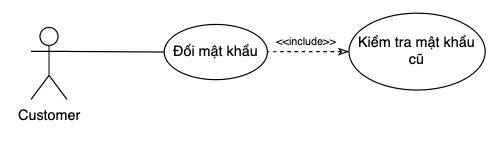 Đổi mật khẩu
<<include>>
Kiểm tra mật khẩu
cũ
Customer